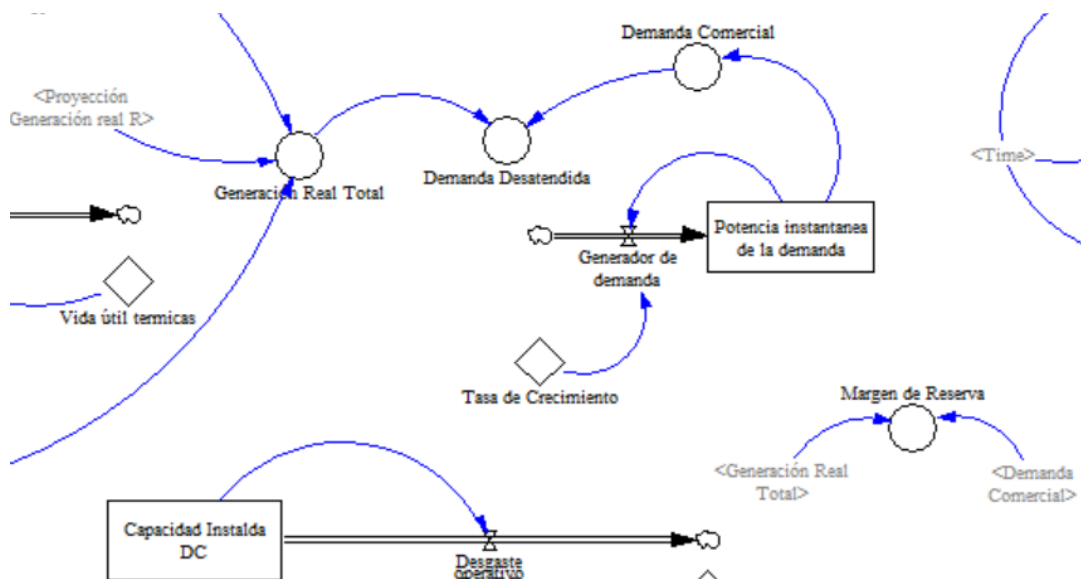 Demanda Comercial
<Proyección
Generación real R>
<Time>
Demanda Desatendida
Generación Real Total
Potencia instantanea
de la demanda
Generador de
demanda
Vida útil termicas
Tasa de Crecimiento
Margen de Reserva
<Generación Real
Total>
<Demanda
Comercial>
Capacidad Instalda
DC
Desgaste
operativo